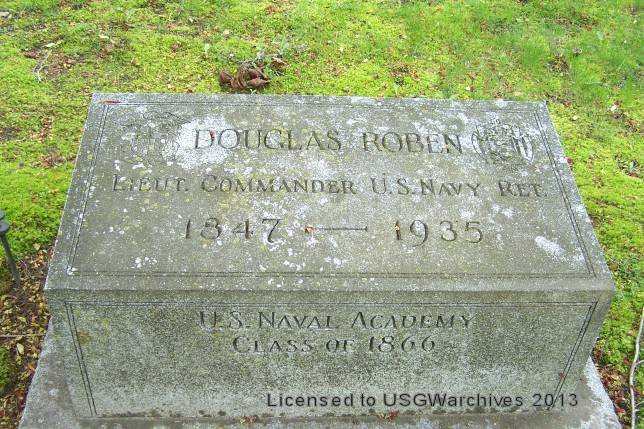 DOUGLAS ROBEN
LIEUT. COMMANDER U.S. NAVY RET.
1847 — 1935
U.S. NAVAL ACADEMY
CLASS OF 1866
Licensed to USGWarchives 2013